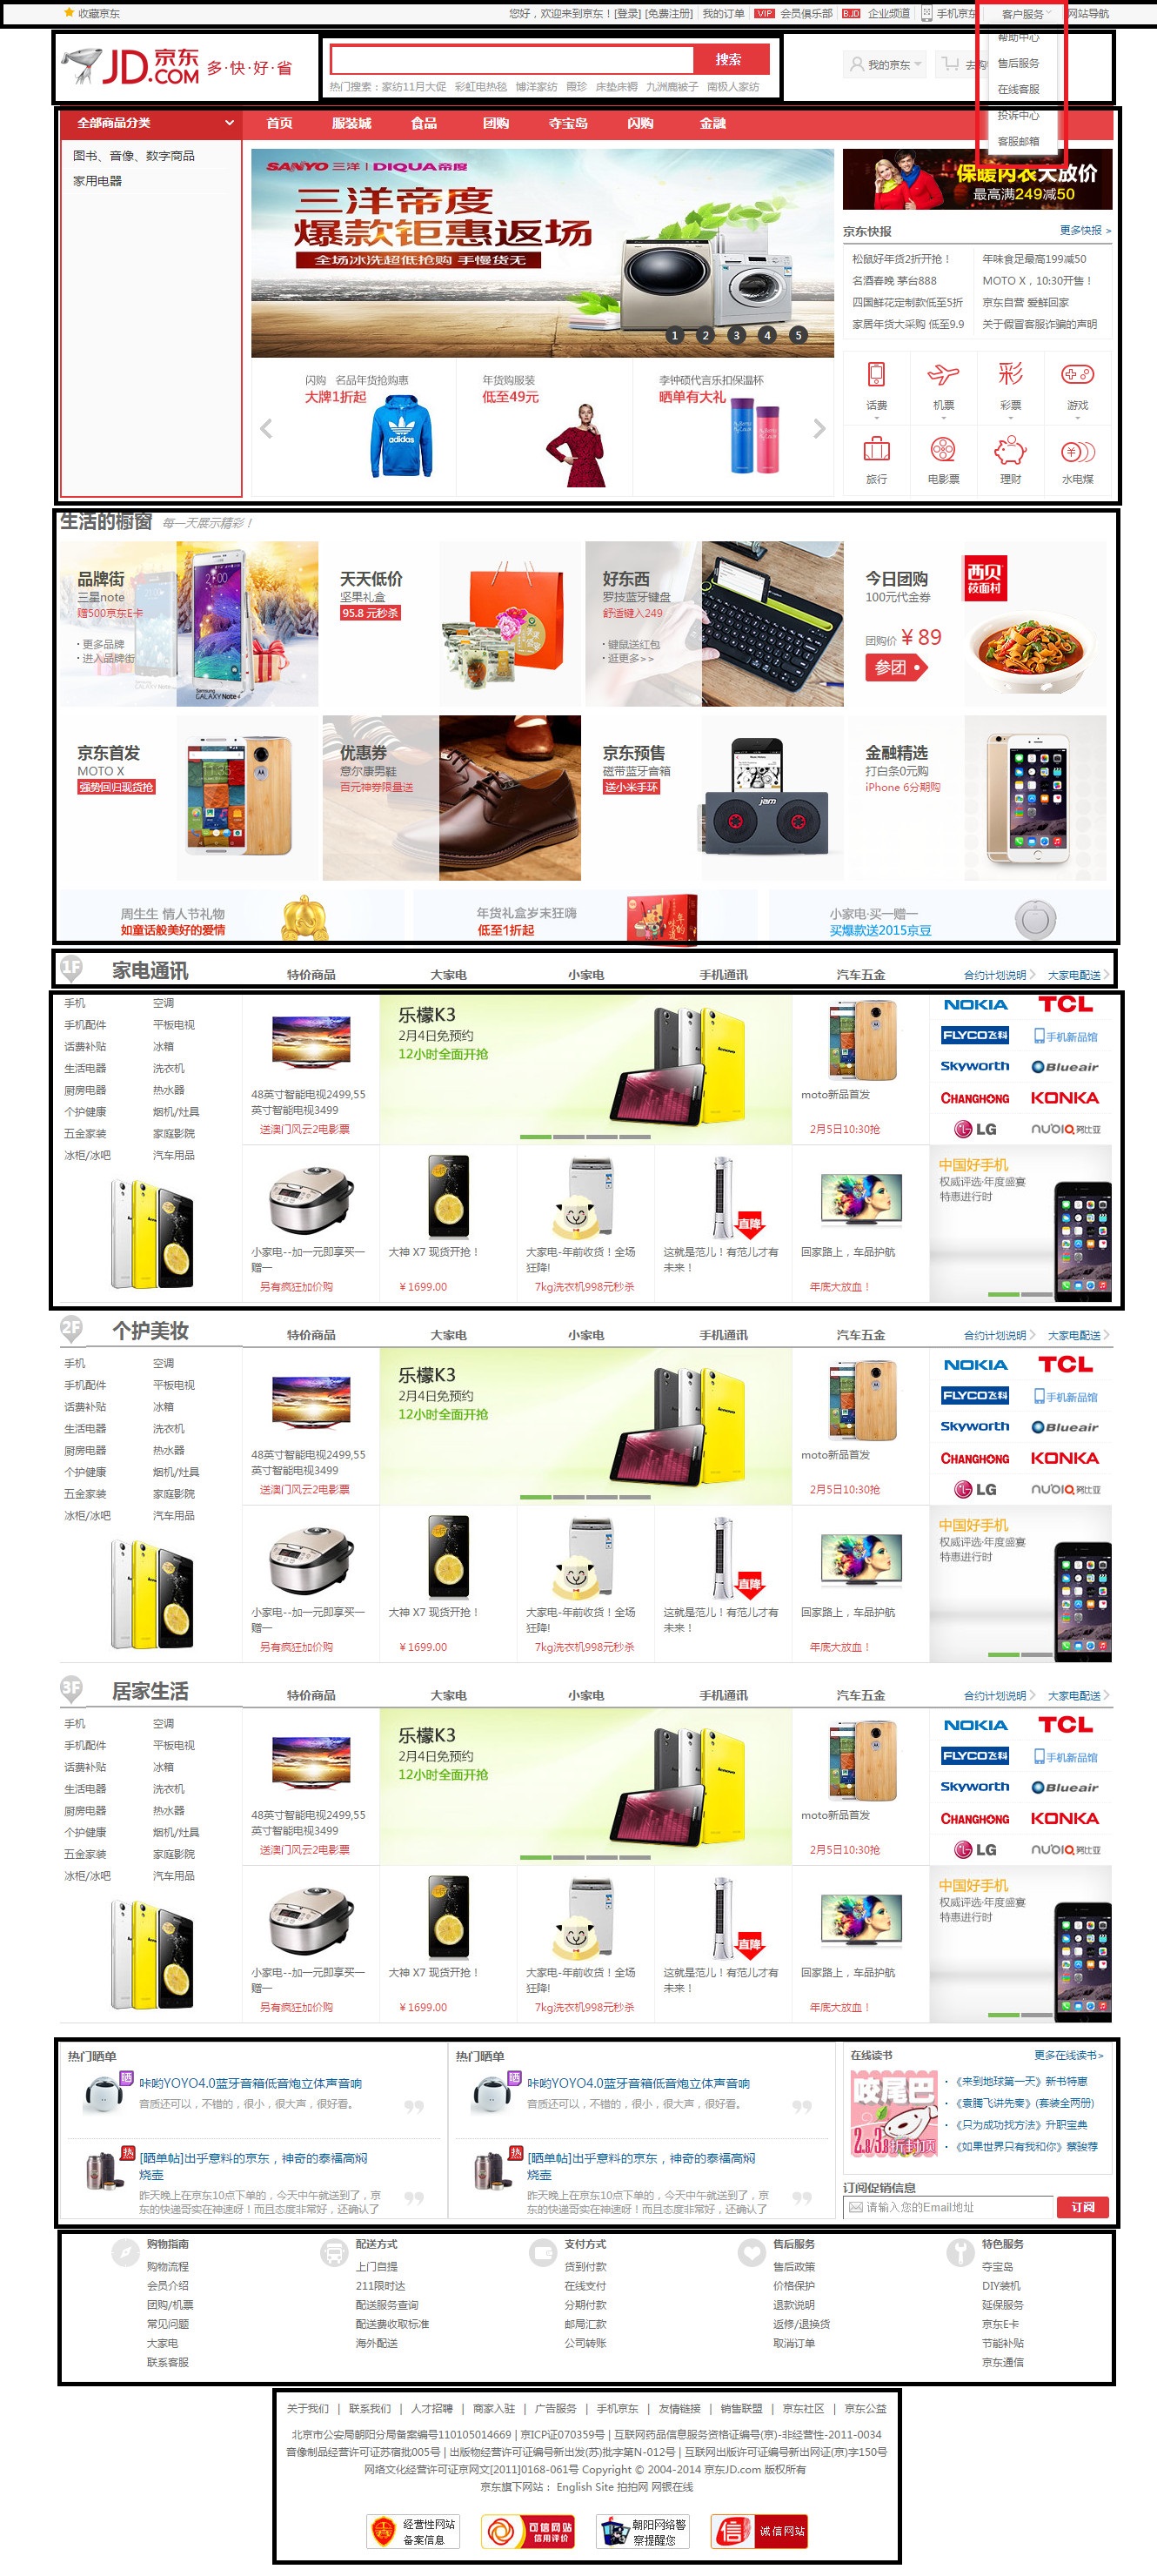 收藏京东
您好，欢迎来到京东！[登录] [免费注册] 我的订单 VIP 会员俱乐部 BJD 企业频道 手机京东 客户服务 网站导航
帮助中心
售后服务
在线客服
投诉中心
客服邮箱
JD.COM 京东 多·快·好·省
搜索
热门搜索：家纺11月大促 彩虹电热毯 博洋家纺 霞珍 床垫床褥 九洲鹿被子 南极人家纺
我的京东
去购
全部商品分类 首页 服装城 食品 团购 夺宝岛 闪购 金融
图书、音像、数字商品
家用电器
SANYO 三洋 | DIQUA帝度
三洋帝度
爆款钜惠返场
全场冰洗超低抢购 手慢货无
1 2 3 4 5
保暖内衣大放价
最高满249减50
京东快报 更多快报 >
松鼠好年货2折开抢！ 年味食足最高199减50
名酒春晚 茅台888 MOTO X，10:30开售！
四国鲜花定制款低至5折 京东自营 爱鲜回家
家居年货大采购 低至9.9 关于假冒客服诈骗的声明
闪购 名品年货抢购惠
大牌1折起
adidas
年货购服装
低至49元
李钟硕代言乐扣保温杯
晒单有大礼
话费 机票 彩票 游戏
旅行 电影票 理财 水电煤
生活的橱窗 每一天展示精彩！
品牌街
三星note
赠500京东E卡
· 更多品牌
· 进入品牌街
SAMSUNG
GALAXY Note4
天天低价
坚果礼盒
95.8 元秒杀
好东西
罗技蓝牙键盘
舒适键入249
· 键鼠送红包
· 逛更多>>
今日团购
100元代金券
团购价 ¥ 89
参团
西贝
莜面村
京东首发
MOTO X
强势回归现货抢
优惠券
意尔康男鞋
百元神券限量送
京东预售
磁带蓝牙音箱
送小米手环
jam
金融精选
打白条0元购
iPhone 6分期购
周生生 情人节礼物
如童话般美好的爱情
年货礼盒岁末狂嗨
低至1折起
小家电·买一赠一
买爆款送2015京豆
1F 家电通讯 特价商品 大家电 小家电 手机通讯 汽车五金 合约计划说明 大家电配送
手机 空调
手机配件 平板电视
话费补贴 冰箱
生活电器 洗衣机
厨房电器 热水器
个护健康 烟机/灶具
五金家装 家庭影院
冰柜/冰吧 汽车用品
48英寸智能电视2499,55
英寸智能电视3499
送澳门风云2电影票
乐檬K3
2月4日免预约
12小时全面开抢
moto新品首发
2月5日10:30抢
NOKIA TCL
FLYCO飞科 手机新品馆
Skyworth Blueair
CHANGHONG KONKA
LG nubia 努比亚
小家电--加一元即享买一
赠一
另有疯狂加价购
大神 X7 现货开抢！
¥ 1699.00
大家电-年前收货！全场
狂降!
7kg洗衣机998元秒杀
直降
这就是范儿！有范儿才有
未来！
回家路上，车品护航
年底大放血！
中国好手机
权威评选·年度盛宴
特惠进行时
2F 个护美妆 特价商品 大家电 小家电 手机通讯 汽车五金 合约计划说明 大家电配送
手机 空调
手机配件 平板电视
话费补贴 冰箱
生活电器 洗衣机
厨房电器 热水器
个护健康 烟机/灶具
五金家装 家庭影院
冰柜/冰吧 汽车用品
48英寸智能电视2499,55
英寸智能电视3499
送澳门风云2电影票
乐檬K3
2月4日免预约
12小时全面开抢
moto新品首发
2月5日10:30抢
NOKIA TCL
FLYCO飞科 手机新品馆
Skyworth Blueair
CHANGHONG KONKA
LG nubia 努比亚
小家电--加一元即享买一
赠一
另有疯狂加价购
大神 X7 现货开抢！
¥ 1699.00
大家电-年前收货！全场
狂降!
7kg洗衣机998元秒杀
直降
这就是范儿！有范儿才有
未来！
回家路上，车品护航
年底大放血！
中国好手机
权威评选·年度盛宴
特惠进行时
3F 居家生活 特价商品 大家电 小家电 手机通讯 汽车五金 合约计划说明 大家电配送
手机 空调
手机配件 平板电视
话费补贴 冰箱
生活电器 洗衣机
厨房电器 热水器
个护健康 烟机/灶具
五金家装 家庭影院
冰柜/冰吧 汽车用品
48英寸智能电视2499,55
英寸智能电视3499
送澳门风云2电影票
乐檬K3
2月4日免预约
12小时全面开抢
moto新品首发
2月5日10:30抢
NOKIA TCL
FLYCO飞科 手机新品馆
Skyworth Blueair
CHANGHONG KONKA
LG nubia 努比亚
小家电--加一元即享买一
赠一
另有疯狂加价购
大神 X7 现货开抢！
¥ 1699.00
大家电-年前收货！全场
狂降!
7kg洗衣机998元秒杀
直降
这就是范儿！有范儿才有
未来！
回家路上，车品护航
年底大放血！
中国好手机
权威评选·年度盛宴
特惠进行时
热门晒单
晒
咔哟YOYO4.0蓝牙音箱低音炮立体声音响
音质还可以，不错的，很小，很大声，很好看。
热
[晒单帖]出乎意料的京东，神奇的泰福高焖
烧壶
昨天晚上在京东10点下单的，今天中午就送到了，京
东的快递哥实在神速呀！而且态度非常好，还确认了
热门晒单
晒
咔哟YOYO4.0蓝牙音箱低音炮立体声音响
音质还可以，不错的，很小，很大声，很好看。
热
[晒单帖]出乎意料的京东，神奇的泰福高焖
烧壶
昨天晚上在京东10点下单的，今天中午就送到了，京
东的快递哥实在神速呀！而且态度非常好，还确认了
在线读书 更多在线读书>
咬尾巴
· 《来到地球第一天》新书特惠
· 《袁腾飞讲先秦》(套装全两册)
· 《只为成功找方法》升职宝典
· 《如果世界只有我和你》蔡骏荐
订阅促销信息
请输入您的Email地址 订阅
购物指南
购物流程
会员介绍
团购/机票
常见问题
大家电
联系客服
配送方式
上门自提
211限时达
配送服务查询
配送费收取标准
海外配送
支付方式
货到付款
在线支付
分期付款
邮局汇款
公司转账
售后服务
售后政策
价格保护
退款说明
返修/退换货
取消订单
特色服务
夺宝岛
DIY装机
延保服务
京东E卡
节能补贴
京东通信
关于我们 | 联系我们 | 人才招聘 | 商家入驻 | 广告服务 | 手机京东 | 友情链接 | 销售联盟 | 京东社区 | 京东公益
北京市公安局朝阳分局备案编号110105014669 | 京ICP证070359号 | 互联网药品信息服务资格证编号(京)-非经营性-2011-0034
音像制品经营许可证苏宿批005号 | 出版物经营许可证编号新出发(苏)批字第N-012号 | 互联网出版许可证编号新出网证(京)字150号
网络文化经营许可证京网文[2011]0168-061号 Copyright © 2004-2014 京东JD.com 版权所有
京东旗下网站： English Site 拍拍网 网银在线
经营性网站
备案信息
可信网站
信用评价
朝阳网络警
察提醒您
诚信网站